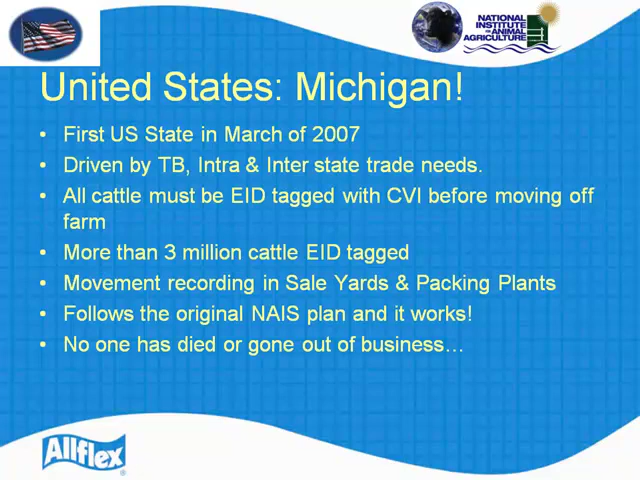 NATIONAL
INSTITUTE
FOR ANIMAL
AGRICULTURE
United States: Michigan!
• First US State in March of 2007
• Driven by TB, Intra & Inter state trade needs.
• All cattle must be EID tagged with CVI before moving off
farm
• More than 3 million cattle EID tagged
• Movement recording in Sale Yards & Packing Plants
• Follows the original NAIS plan and it works!
• No one has died or gone out of business…
Allflex
®